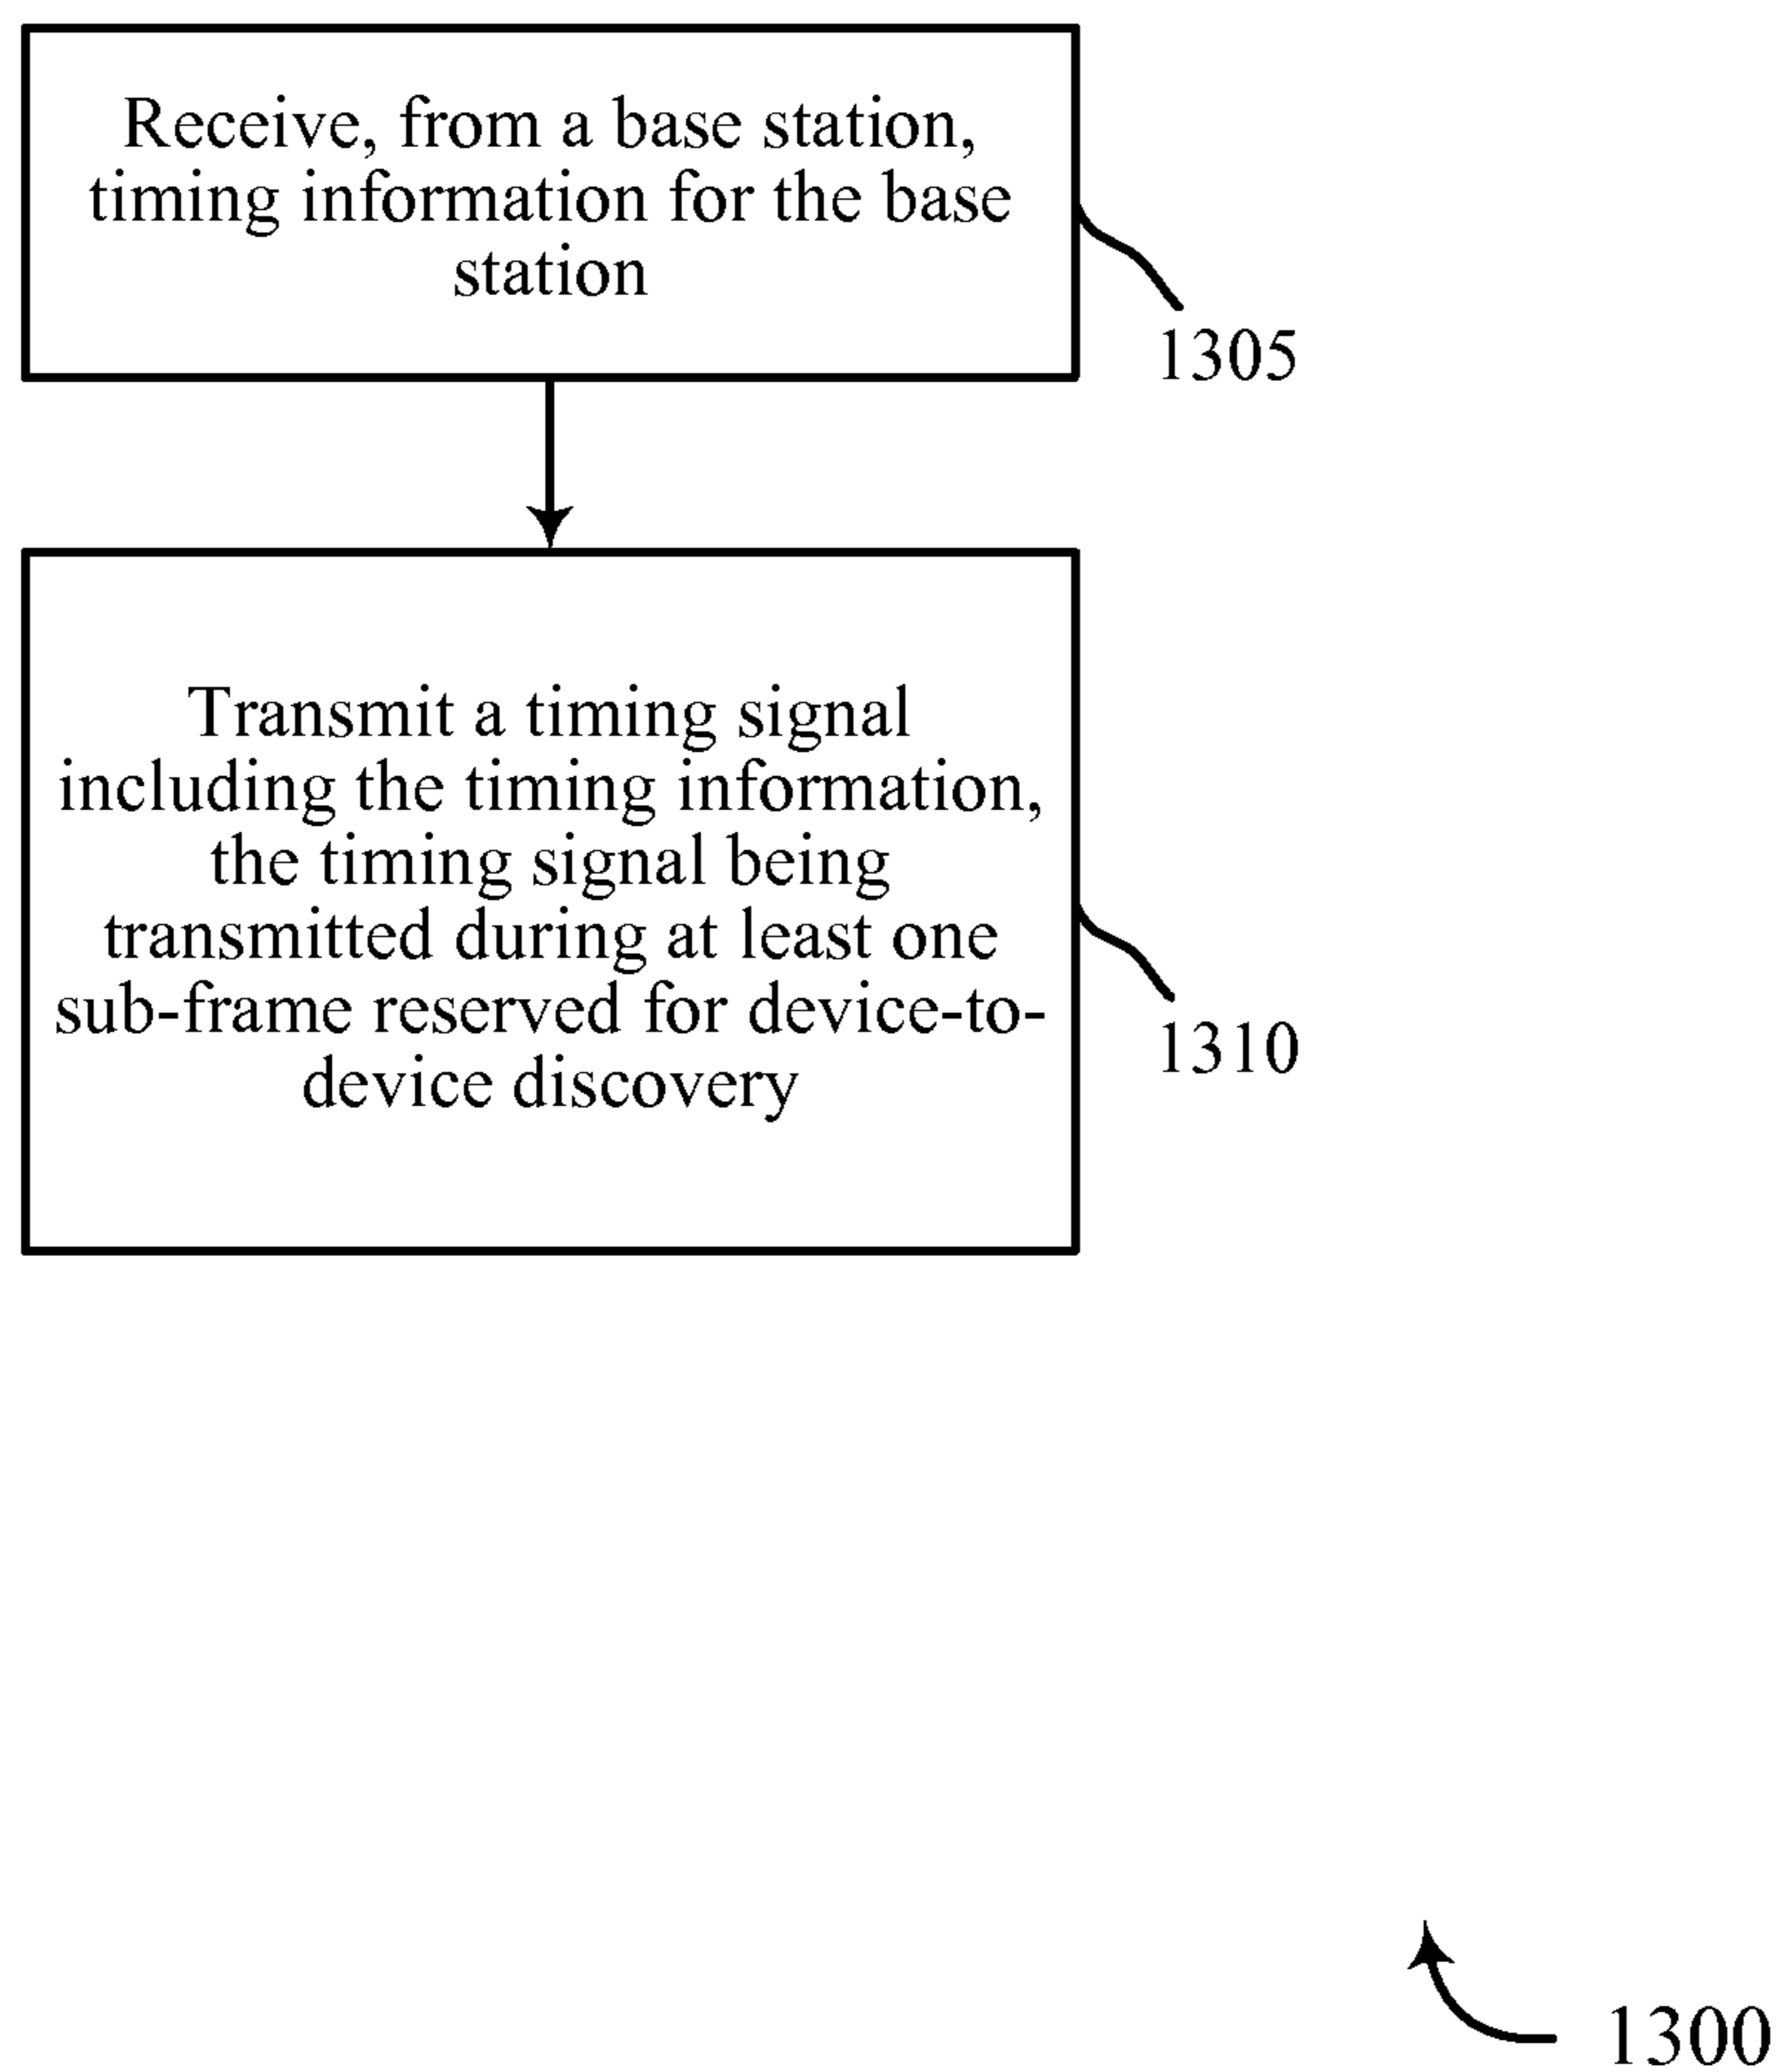 Receive, from a base station,
timing information for the base
station
1305
Transmit a timing signal
including the timing information,
the timing signal being
transmitted during at least one
sub-frame reserved for device-to-
device discovery
1310
1300